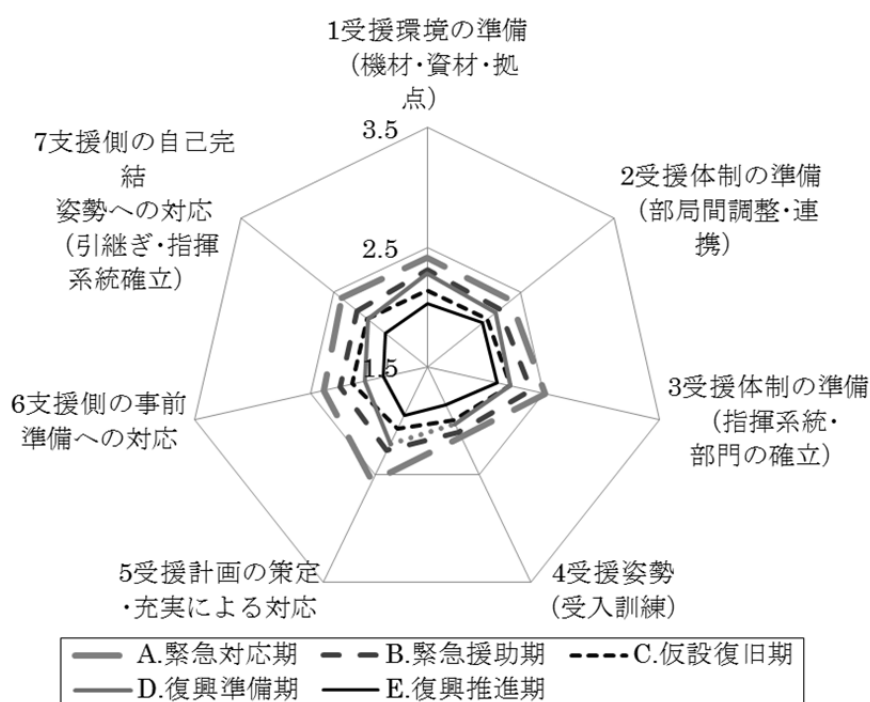 1受援環境の準備
（機材・資材・拠
点）
3.5
7支援側の自己完
結
姿勢への対応
（引継ぎ・指揮
系統確立）
2受援体制の準備
（部局間調整・連
携）
2.5
1.5
6支援側の事前
準備への対応
3受援体制の準備
（指揮系統・
部門の確立）
5受援計画の策定
・充実による対応
4受援姿勢
（受入訓練）
A.緊急対応期 B.緊急援助期 C.仮設復旧期
D.復興準備期 E.復興推進期